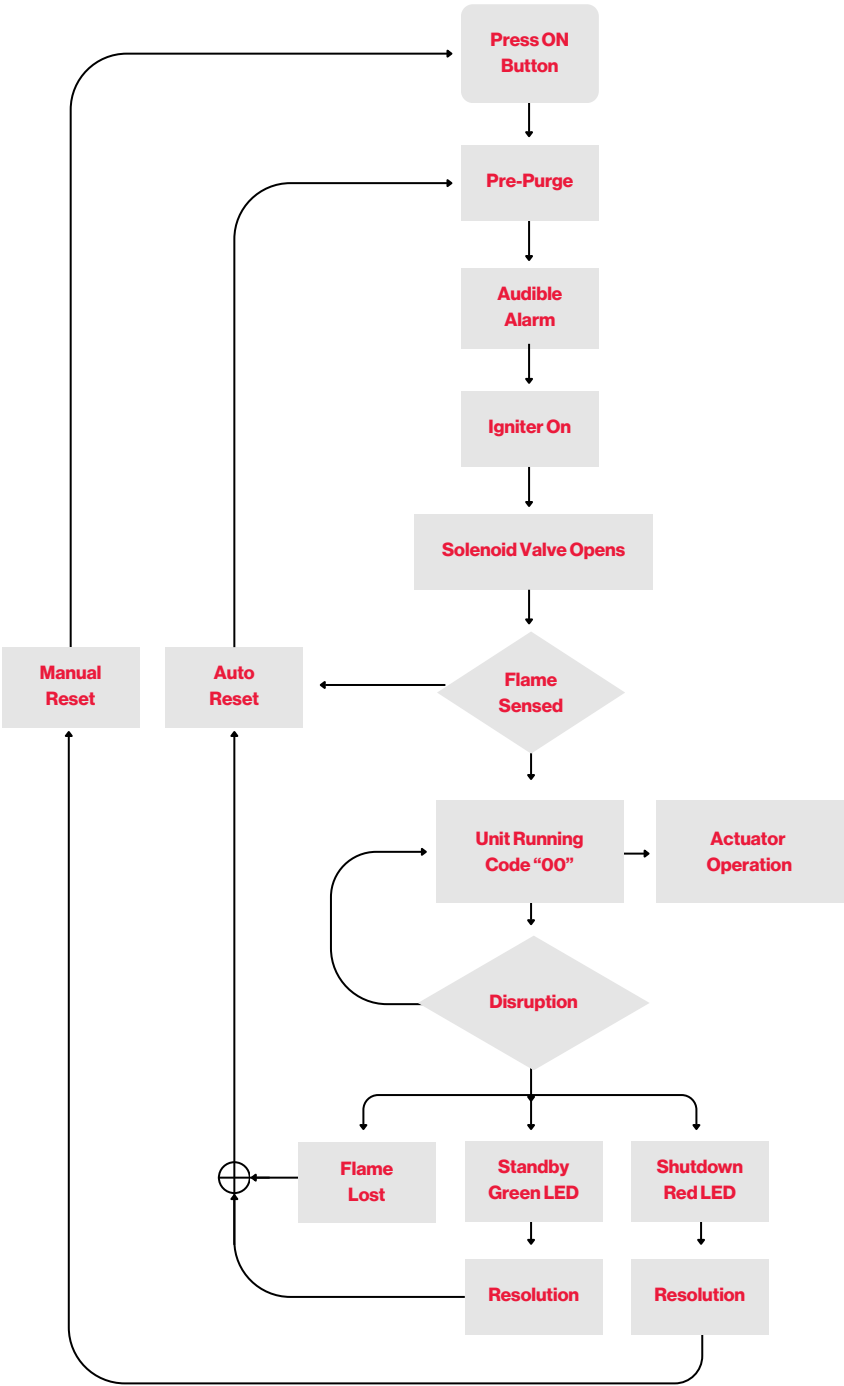 Press ON
Button
Pre-Purge
Audible
Alarm
Igniter On
Solenoid Valve Opens
Manual
Reset
Auto
Reset
Flame
Sensed
Unit Running
Code “00”
Actuator
Operation
Disruption
Flame
Lost
Standby
Green LED
Shutdown
Red LED
Resolution
Resolution